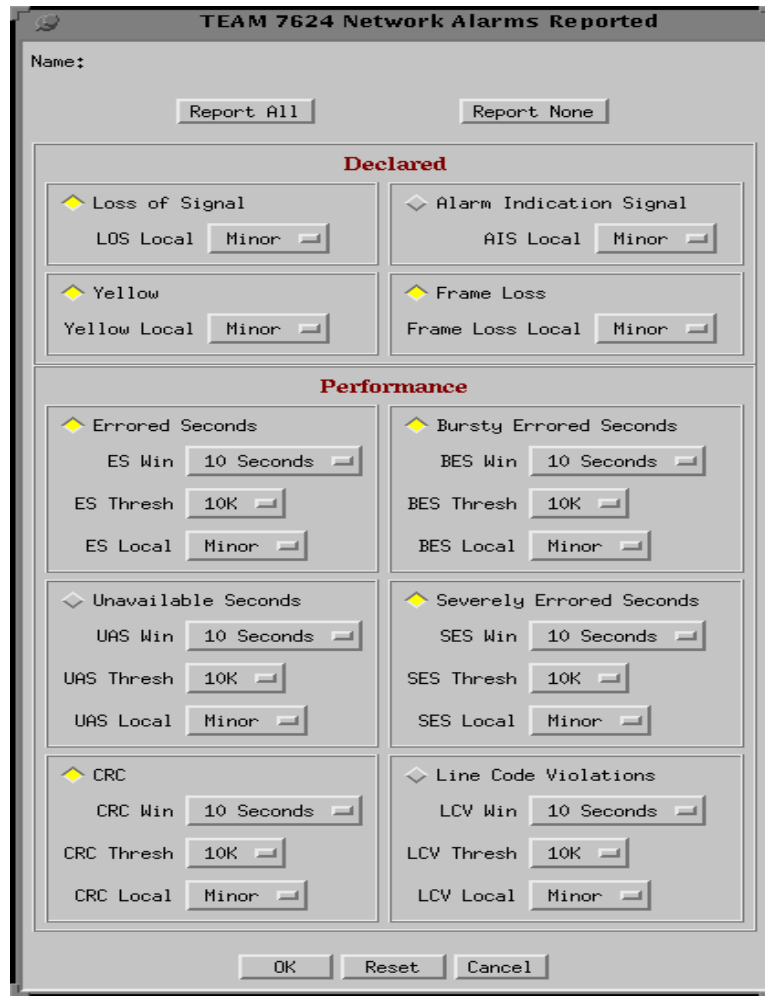 TEAM 7624 Network Alarms Reported
Name:
Report All Report None
Declared
Loss of Signal
LOS Local Minor
Alarm Indication Signal
AIS Local Minor
Yellow
Yellow Local Minor
Frame Loss
Frame Loss Local Minor
Performance
Errored Seconds
ES Win 10 Seconds
ES Thresh 10K
ES Local Minor
Bursty Errored Seconds
BES Win 10 Seconds
BES Thresh 10K
BES Local Minor
Unavailable Seconds
UAS Win 10 Seconds
UAS Thresh 10K
UAS Local Minor
Severely Errored Seconds
SES Win 10 Seconds
SES Thresh 10K
SES Local Minor
CRC
CRC Win 10 Seconds
CRC Thresh 10K
CRC Local Minor
Line Code Violations
LCV Win 10 Seconds
LCV Thresh 10K
LCV Local Minor
OK Reset Cancel